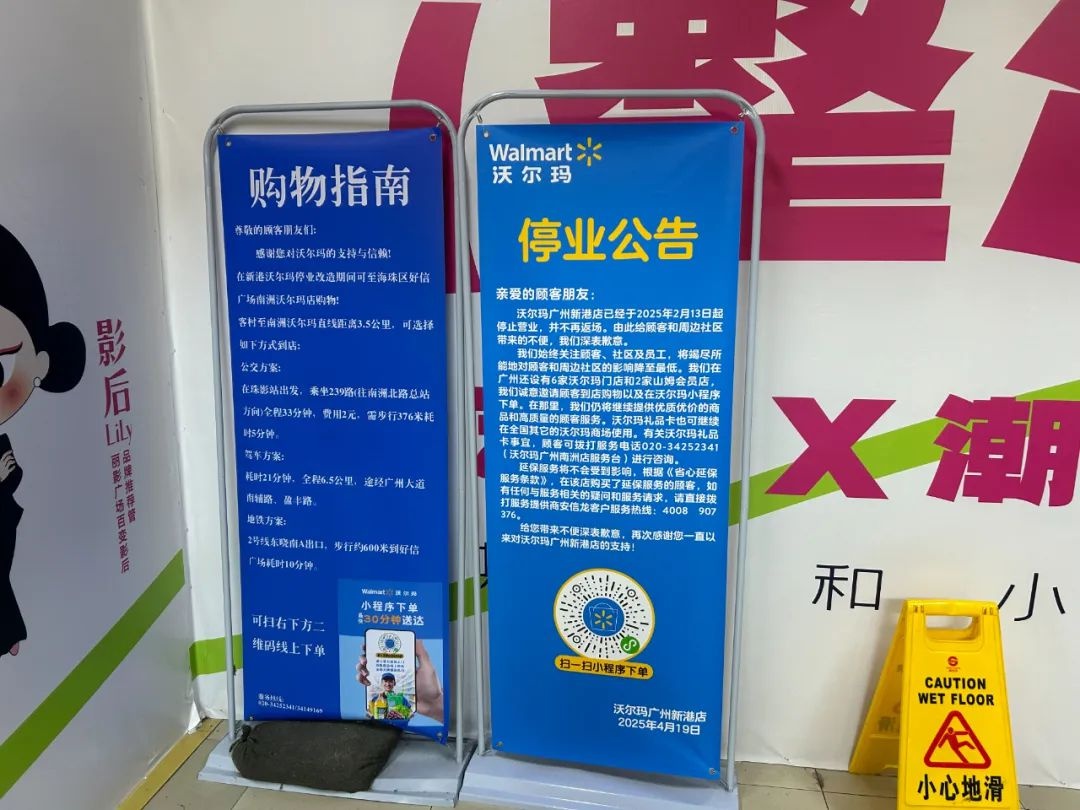 影后
Lily
品牌推荐管
丽影广场百变影后
购物指南
尊敬的顾客朋友们:
感谢您对沃尔玛的支持与信赖!
在新港沃尔玛停业改造期间可至海珠区好信
广场南洲沃尔玛店购物!
客村至南洲沃尔玛直线距离3.5公里，可选择
如下方式到店:
公交方案:
在珠影站出发，乘坐239路(往南洲北路总站
方向)全程33分钟，费用2元，需步行376米耗
时5分钟。
驾车方案:
耗时21分钟，全程6.5公里，途经广州大道
南辅路、盈丰路。
地铁方案:
2号线东晓南A出口，步行约600米到好信
广场耗时10分钟。
可扫右下方二
维码线上下单
Walmart 沃尔玛
小程序下单
30分钟送达
服务热线:
020-34252341/34149169
Walmart
沃尔玛
停业公告
亲爱的顾客朋友：
沃尔玛广州新港店已经于2025年2月13日起
停止营业，并不再返场。由此给顾客和周边社区
带来的不便，我们深表歉意。
我们始终关注顾客、社区及员工，将竭尽所
能地对顾客和周边社区的影响降至最低。我们在
广州还设有6家沃尔玛门店和2家山姆会员店，
我们诚意邀请顾客到店购物以及在沃尔玛小程序
下单。在那里，我们仍将继续提供优质优价的商
品和高质量的顾客服务。沃尔玛礼品卡也可继续
在全国其它的沃尔玛商场使用。有关沃尔玛礼品
卡事宜，顾客可拨打服务电话020-34252341
（沃尔玛广州南洲店服务台）进行咨询。
延保服务将不会受到影响，根据《省心延保
服务条款》，在该店购买了延保服务的顾客，如
有任何与服务相关的疑问和服务请求，请直接拨
打服务提供商安信龙客户服务热线：4008 907
376。
给您带来不便深表歉意，再次感谢您一直以
来对沃尔玛广州新港店的支持！
扫一扫小程序下单
沃尔玛广州新港店
2025年4月19日
X 潮
和 小
CAUTION
WET FLOOR
小心地滑